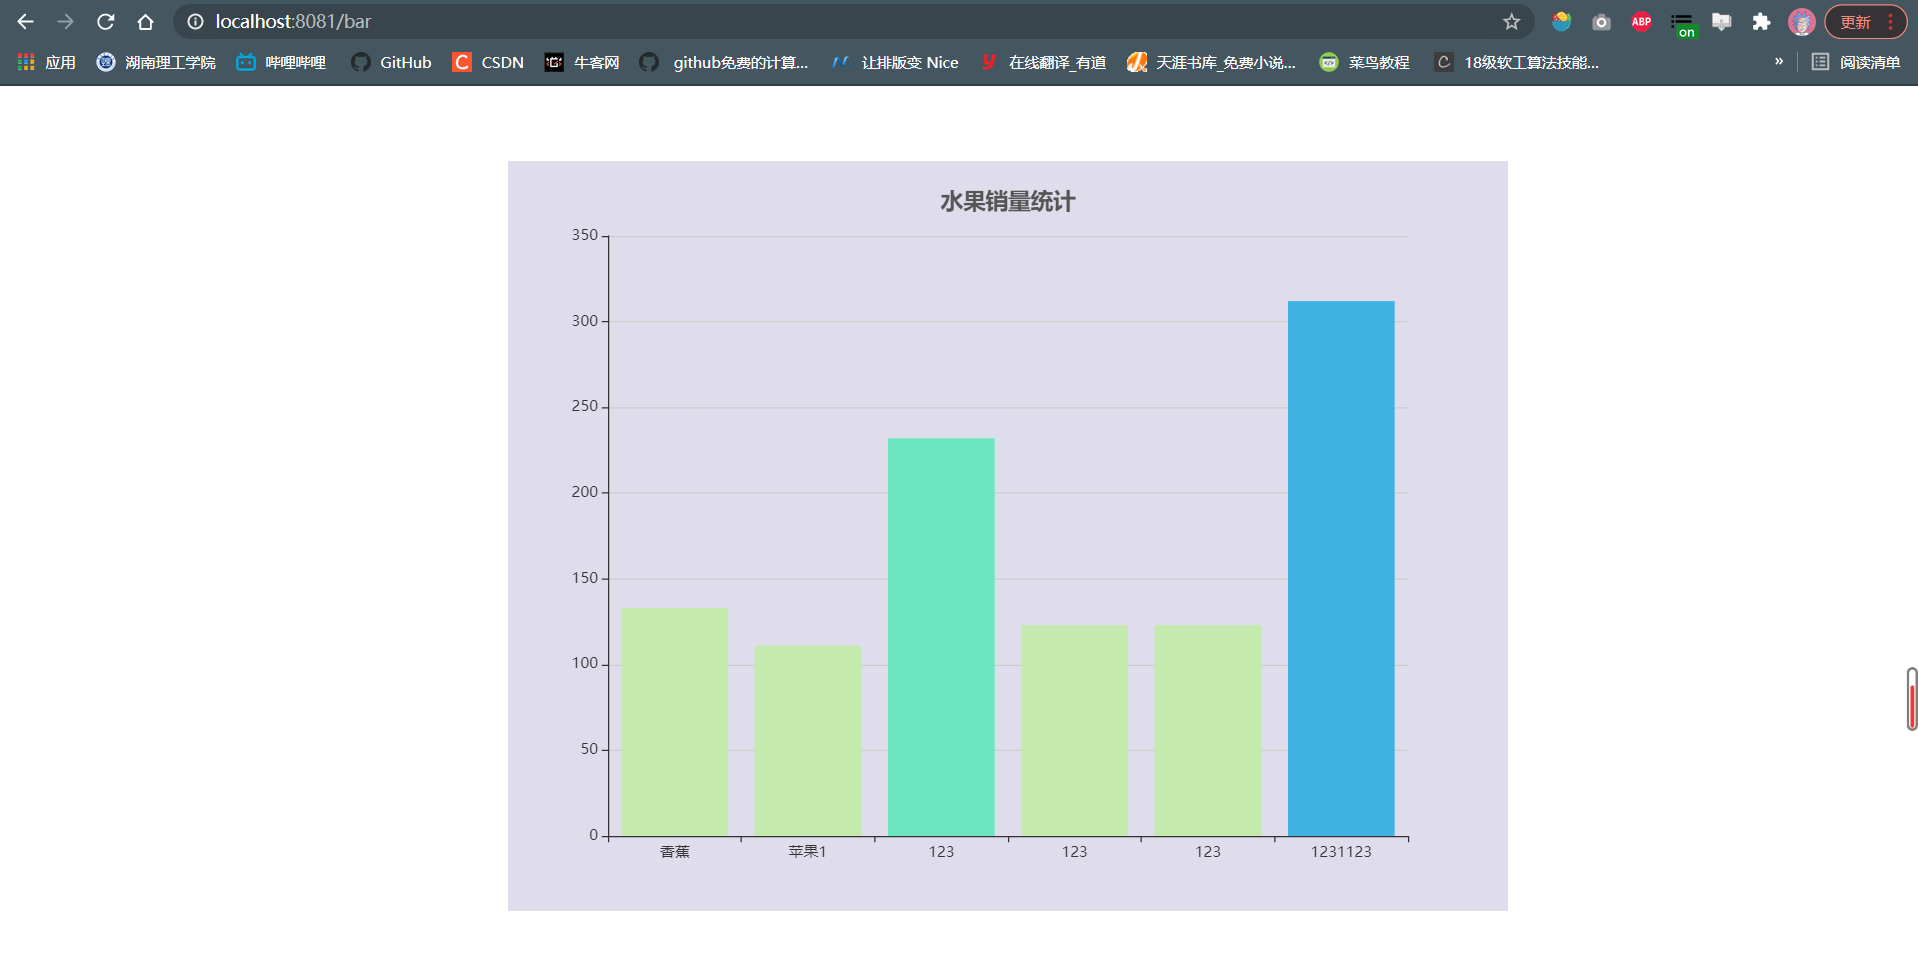 localhost:8081/bar
ABP
on
更新
应用 湖南理工学院 哔哩哔哩 GitHub CSDN 牛客网 github免费的计算... 让排版变 Nice 在线翻译_有道 天涯书库_免费小说... 菜鸟教程 18级软工算法技能... » 阅读清单
水果销量统计
350
300
250
200
150
100
50
0
香蕉 苹果1 123 123 123 1231123